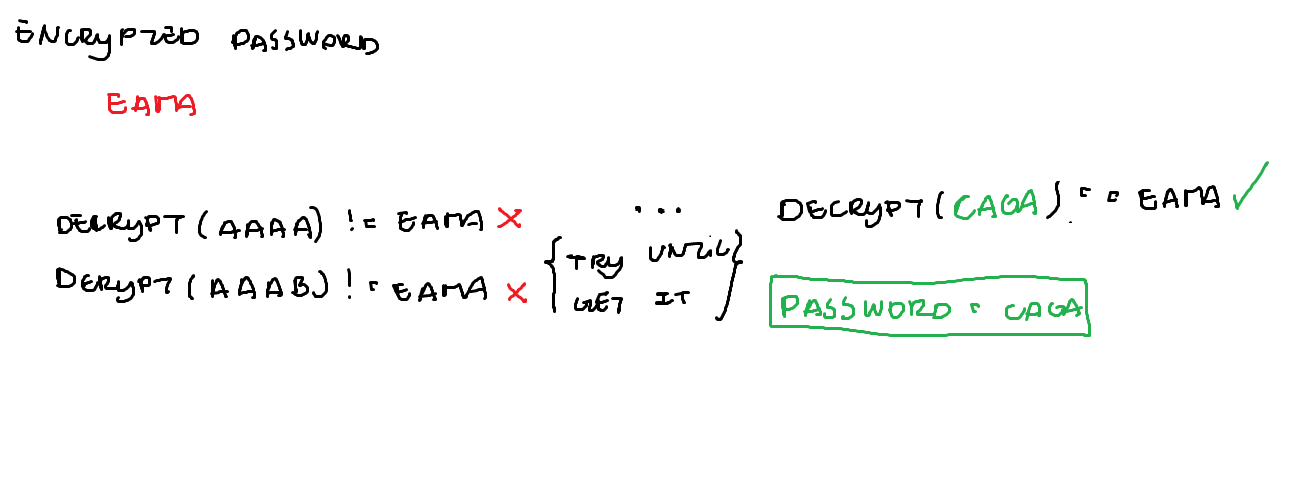 ENCRYPTED PASSWORD
EAMA
DECRYPT (AAAA) != EAMA X
DERYPT (AAAB) != EAMA X
...
{TRY UNTIL
GET IT}
DECRYPT (CAGA) == EAMA ✓
PASSWORD = CAGA